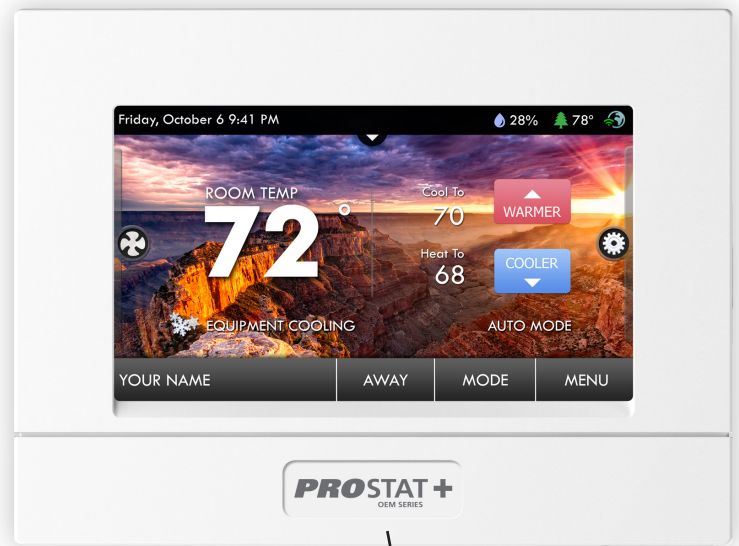 Friday, October 6 9:41 PM 28% 78°
ROOM TEMP
72°
Cool To
70
WARMER
Heat To
68
COOLER
EQUIPMENT COOLING
AUTO MODE
YOUR NAME AWAY MODE MENU
PROSTAT+
OEM SERIES